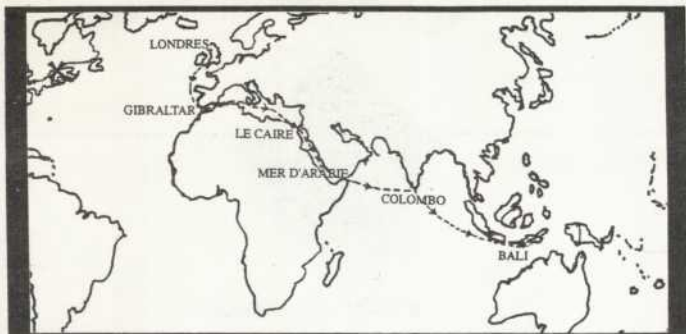 LONDRES
GIBRALTAR
LE CAIRE
MER D'ARABIE
COLOMBO
BALI